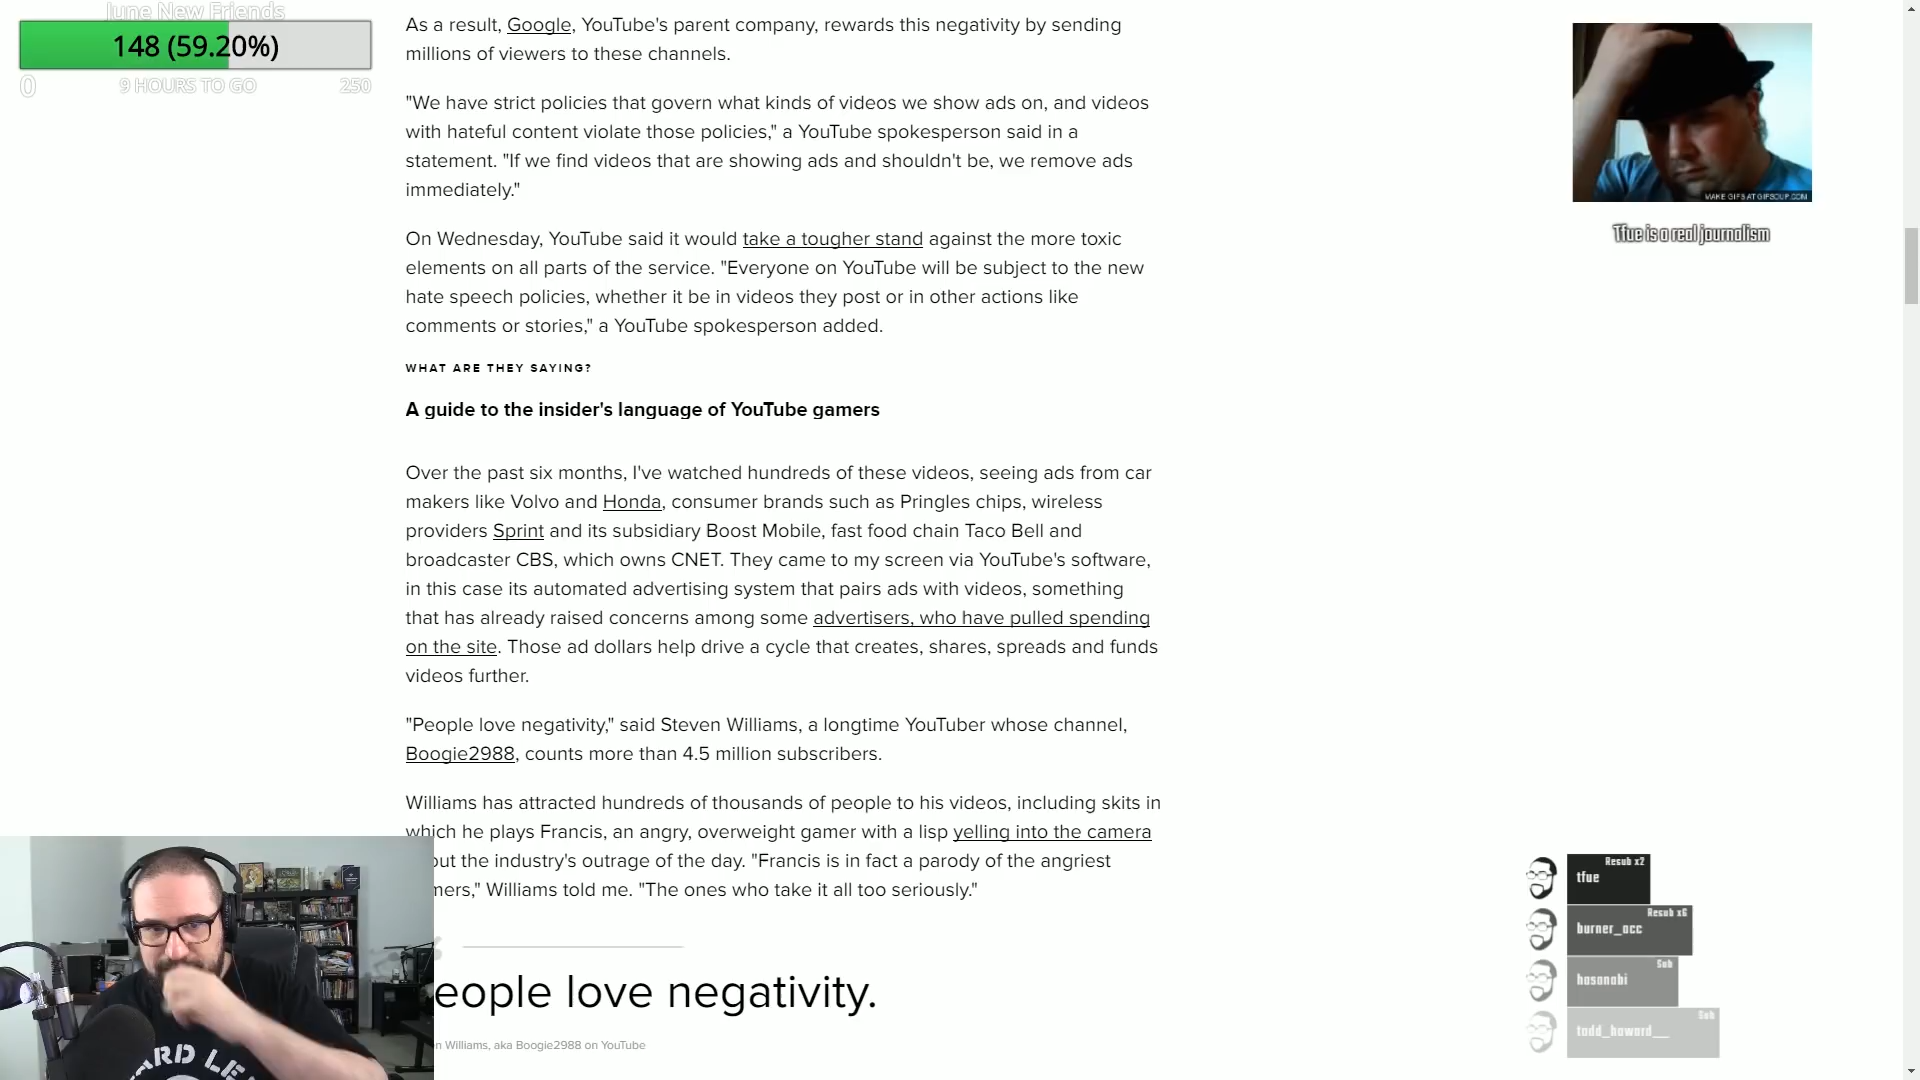 June New Friends
148 (59.20%)
0
9 HOURS TO GO
250
As a result, Google, YouTube's parent company, rewards this negativity by sending
millions of viewers to these channels.
"We have strict policies that govern what kinds of videos we show ads on, and videos
with hateful content violate those policies," a YouTube spokesperson said in a
statement. "If we find videos that are showing ads and shouldn't be, we remove ads
immediately."
On Wednesday, YouTube said it would take a tougher stand against the more toxic
elements on all parts of the service. "Everyone on YouTube will be subject to the new
hate speech policies, whether it be in videos they post or in other actions like
comments or stories," a YouTube spokesperson added.
WHAT ARE THEY SAYING?
A guide to the insider's language of YouTube gamers
Over the past six months, I've watched hundreds of these videos, seeing ads from car
makers like Volvo and Honda, consumer brands such as Pringles chips, wireless
providers Sprint and its subsidiary Boost Mobile, fast food chain Taco Bell and
broadcaster CBS, which owns CNET. They came to my screen via YouTube's software,
in this case its automated advertising system that pairs ads with videos, something
that has already raised concerns among some advertisers, who have pulled spending
on the site. Those ad dollars help drive a cycle that creates, shares, spreads and funds
videos further.
"People love negativity," said Steven Williams, a longtime YouTuber whose channel,
Boogie2988, counts more than 4.5 million subscribers.
Williams has attracted hundreds of thousands of people to his videos, including skits in
which he plays Francis, an angry, overweight gamer with a lisp yelling into the camera
out the industry's outrage of the day. "Francis is in fact a parody of the angriest
mers," Williams told me. "The ones who take it all too seriously."
eople love negativity.
n Williams, aka Boogie2988 on YouTube
MAKE GIFS AT GIFSOUP.COM
Tfue is a real journalism
Resub x2
tfue
Resub x6
burner_acc
Sub
hasanabi
Sub
todd_howard__
ARD LE